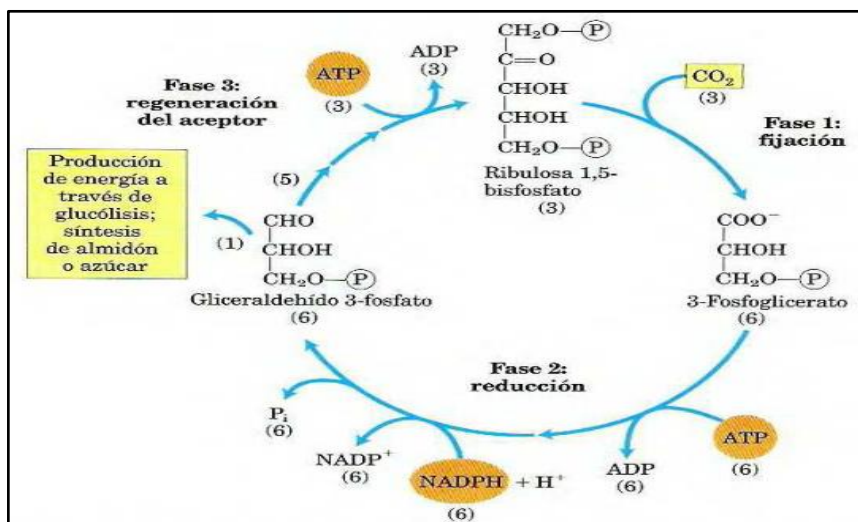 CH₂O—Ⓟ
C=O
CHOH
CHOH
CH₂O—Ⓟ
Ribulosa 1,5-
bisfosfato
(3)
CO₂
(3)
Fase 1:
fijación
COO⁻
CHOH
CH₂O—Ⓟ
3-Fosfoglicerato
(6)
Fase 2:
reducción
ATP
(6)
ADP
(6)
NADPH + H⁺
(6)
NADP⁺
(6)
Pᵢ
(6)
CHO
CHOH
CH₂O—Ⓟ
Gliceraldehído 3-fosfato
(6)
(1)
Producción
de energía a
través de
glucólisis;
síntesis
de almidón
o azúcar
(5)
Fase 3:
regeneración
del aceptor
ATP
(3)
ADP
(3)